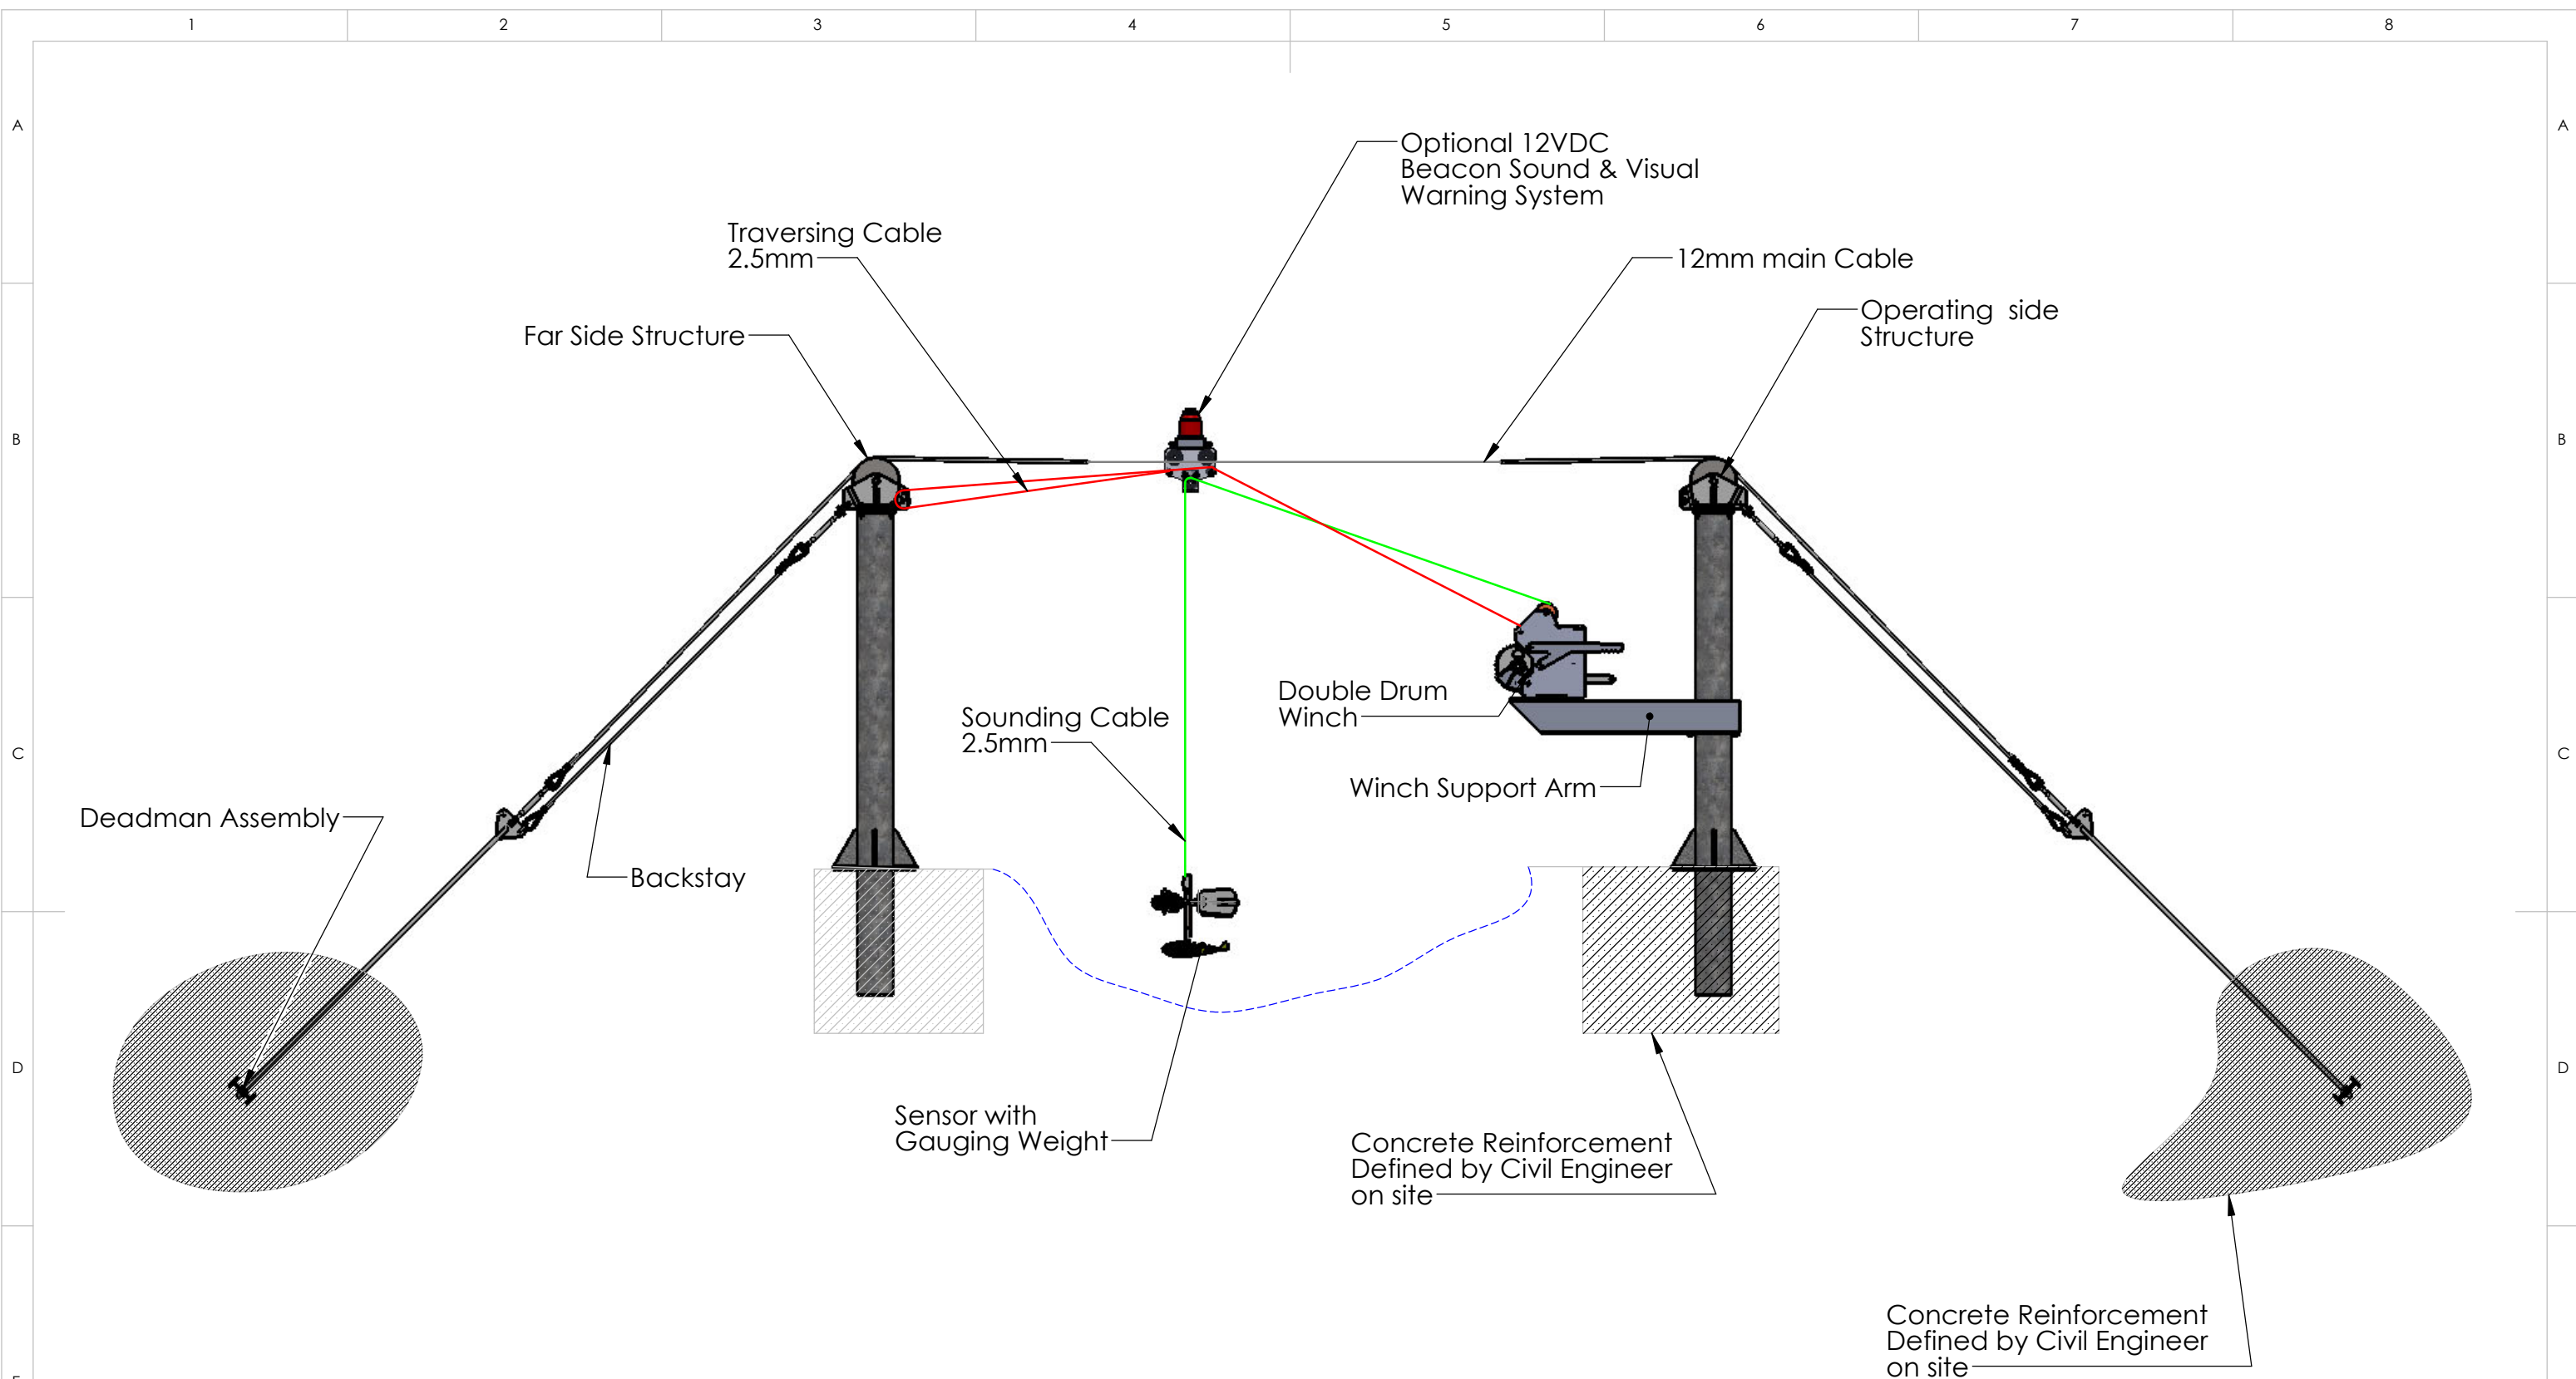 1 2 3 4 5 6 7 8
A A
Optional 12VDC
Beacon Sound & Visual
Warning System
Traversing Cable
2.5mm
12mm main Cable
Operating side
Structure
Far Side Structure
B B
Double Drum
Winch
Sounding Cable
2.5mm
C C
Winch Support Arm
Deadman Assembly
Backstay
D D
Sensor with
Gauging Weight
Concrete Reinforcement
Defined by Civil Engineer
on site
Concrete Reinforcement
Defined by Civil Engineer
on site